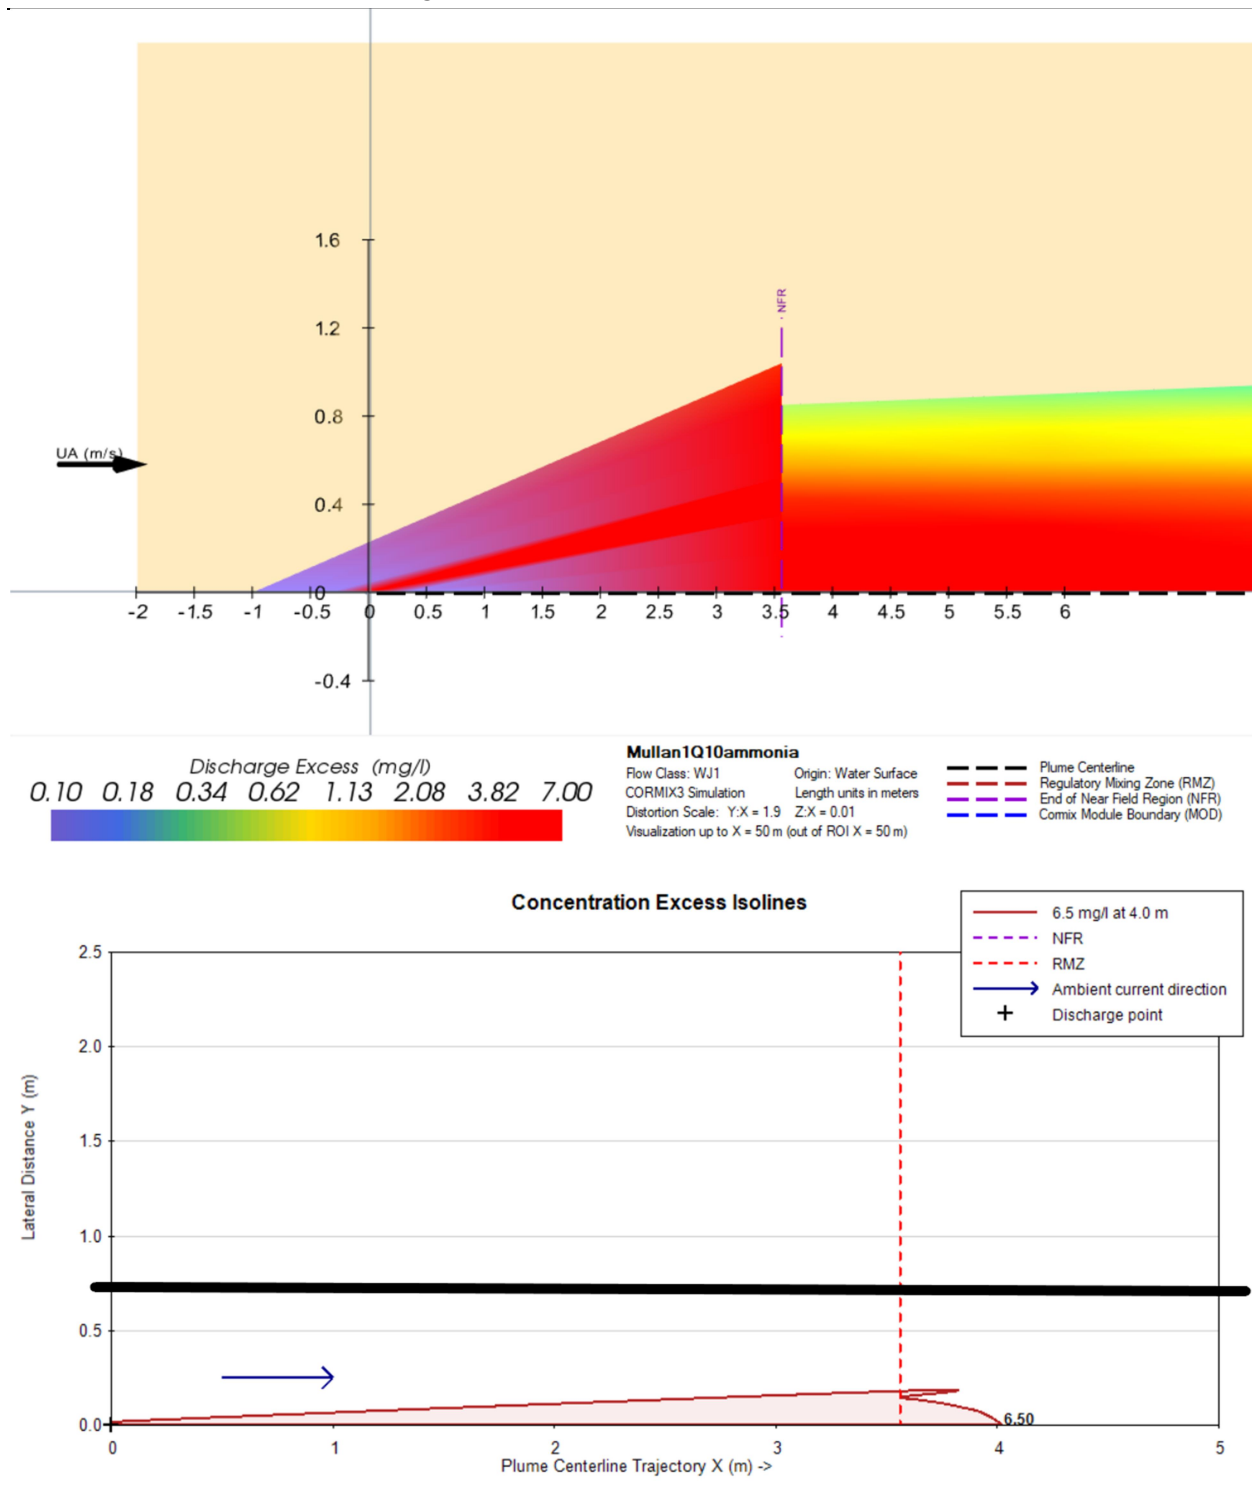 1.6
1.2
0.8
0.4
0
-0.4
NFR
UA (m/s)
-2 -1.5 -1 -0.5 0 0.5 1 1.5 2 2.5 3 3.5 4 4.5 5 5.5 6
Discharge Excess (mg/l)
0.10 0.18 0.34 0.62 1.13 2.08 3.82 7.00
Mullan1Q10ammonia
Flow Class: WJ1 Origin: Water Surface
CORMIX3 Simulation Length units in meters
Distortion Scale: Y:X = 1.9 Z:X = 0.01
Visualization up to X = 50 m (out of ROI X = 50 m)
Plume Centerline
Regulatory Mixing Zone (RMZ)
End of Near Field Region (NFR)
Cormix Module Boundary (MOD)
Concentration Excess Isolines
6.5 mg/l at 4.0 m
NFR
RMZ
Ambient current direction
Discharge point
Lateral Distance Y (m)
2.5
2.0
1.5
1.0
0.5
0.0
6.50
0 1 2 3 4 5
Plume Centerline Trajectory X (m) ->